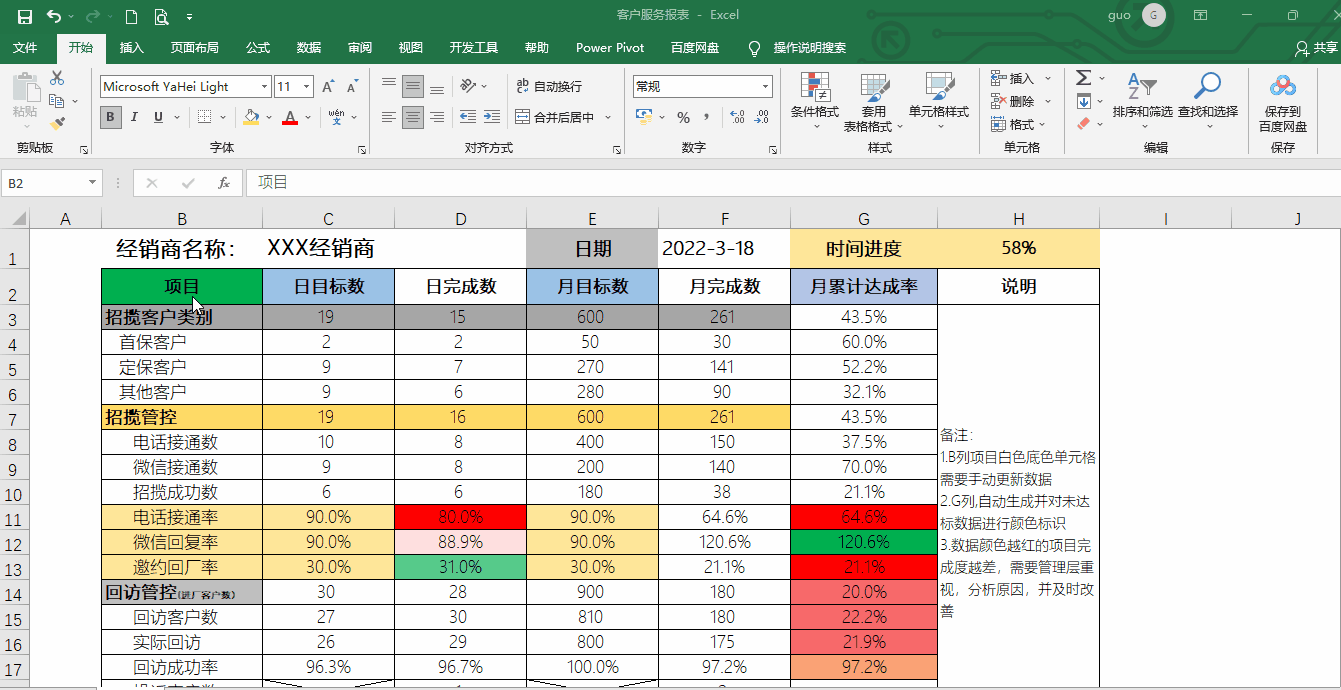 客户服务报表 - Excel
guo G
文件 开始 插入 页面布局 公式 数据 审阅 视图 开发工具 帮助 Power Pivot 百度网盘 操作说明搜索 共享
Microsoft YaHei Light 11 自动换行 常规 插入
粘贴 B I U 合并后居中 条件格式 套用 单元格样式 删除 排序和筛选 查找和选择 保存到
表格格式 格式 百度网盘
剪贴板 字体 对齐方式 数字 样式 单元格 编辑 保存
B2 fx 项目
A B C D E F G H I J
1 经销商名称: XXX经销商 日期 2022-3-18 时间进度 58%
2 项目 日目标数 日完成数 月目标数 月完成数 月累计达成率 说明
3 招揽客户类别 19 15 600 261 43.5%
4 首保客户 2 2 50 30 60.0%
5 定保客户 9 7 270 141 52.2%
6 其他客户 9 6 280 90 32.1%
7 招揽管控 19 16 600 261 43.5%
8 电话接通数 10 8 400 150 37.5%
9 微信接通数 9 8 200 140 70.0%
10 招揽成功数 6 6 180 38 21.1%
11 电话接通率 90.0% 80.0% 90.0% 64.6% 64.6%
12 微信回复率 90.0% 88.9% 90.0% 120.6% 120.6%
13 邀约回厂率 30.0% 31.0% 30.0% 21.1% 21.1%
14 回访管控(进厂客户数) 30 28 900 180 20.0%
15 回访客户数 27 30 810 180 22.2%
16 实际回访 26 29 800 175 21.9%
17 回访成功率 96.3% 96.7% 100.0% 97.2% 97.2%
备注:
1.B列项目白色底色单元格
需要手动更新数据
2.G列,自动生成并对未达
标数据进行颜色标识
3.数据颜色越红的项目完
成度越差，需要管理层重
视，分析原因，并及时改
善